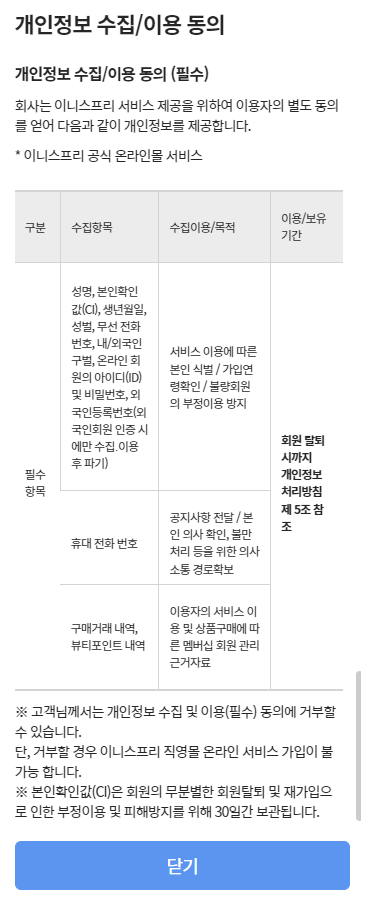 개인정보 수집/이용 동의
개인정보 수집/이용 동의 (필수)
회사는 이니스프리 서비스 제공을 위하여 이용자의 별도 동의
를 얻어 다음과 같이 개인정보를 제공합니다.
* 이니스프리 공식 온라인몰 서비스
구분
수집항목
수집이용/목적
이용/보유
기간
필수
항목
성명, 본인확인
값(CI), 생년월일,
성별, 무선 전화
번호, 내/외국인
구별, 온라인 회
원의 아이디(ID)
및 비밀번호, 외
국인등록번호(외
국인회원 인증 시
에만 수집.이용
후 파기)
서비스 이용에 따른
본인 식별 / 가입연
령확인 / 불량회원
의 부정이용 방지
회원 탈퇴
시까지
개인정보
처리방침
제 5조 참
조
휴대 전화 번호
공지사항 전달 / 본
인 의사 확인, 불만
처리 등을 위한 의사
소통 경로확보
구매거래 내역,
뷰티포인트 내역
이용자의 서비스 이
용 및 상품구매에 따
른 멤버십 회원 관리
근거자료
※ 고객님께서는 개인정보 수집 및 이용(필수) 동의에 거부할
수 있습니다.
단, 거부할 경우 이니스프리 직영몰 온라인 서비스 가입이 불
가능 합니다.
※ 본인확인값(CI)은 회원의 무분별한 회원탈퇴 및 재가입으
로 인한 부정이용 및 피해방지를 위해 30일간 보관됩니다.
닫기